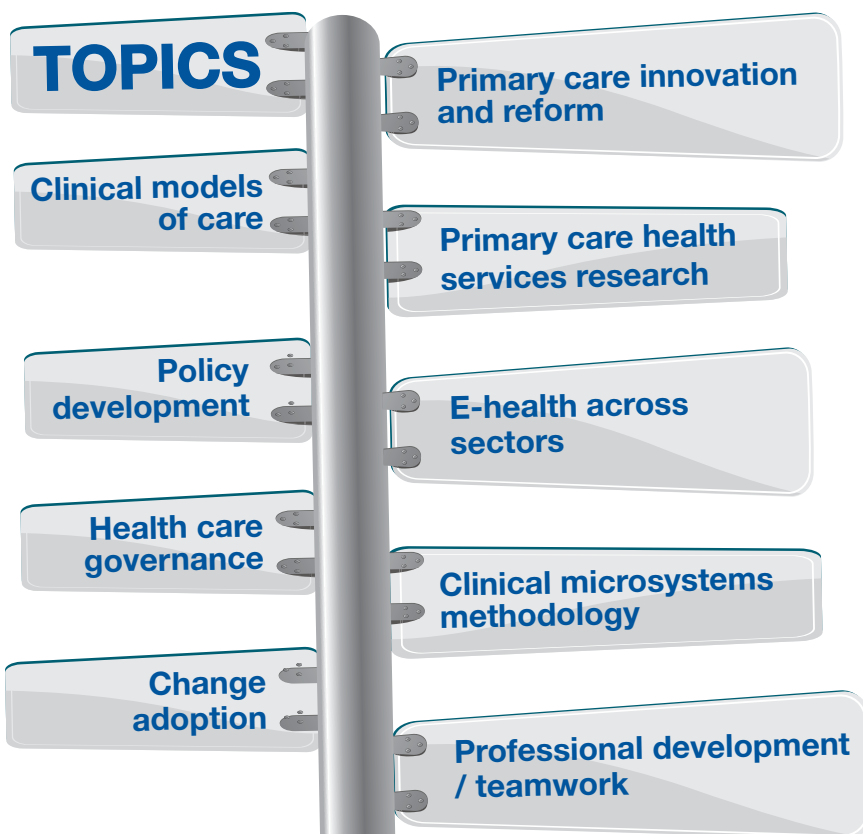 TOPICS
Clinical models
of care
Policy
development
Health care
governance
Change
adoption
Primary care innovation
and reform
Primary care health
services research
E-health across
sectors
Clinical microsystems
methodology
Professional development
/ teamwork